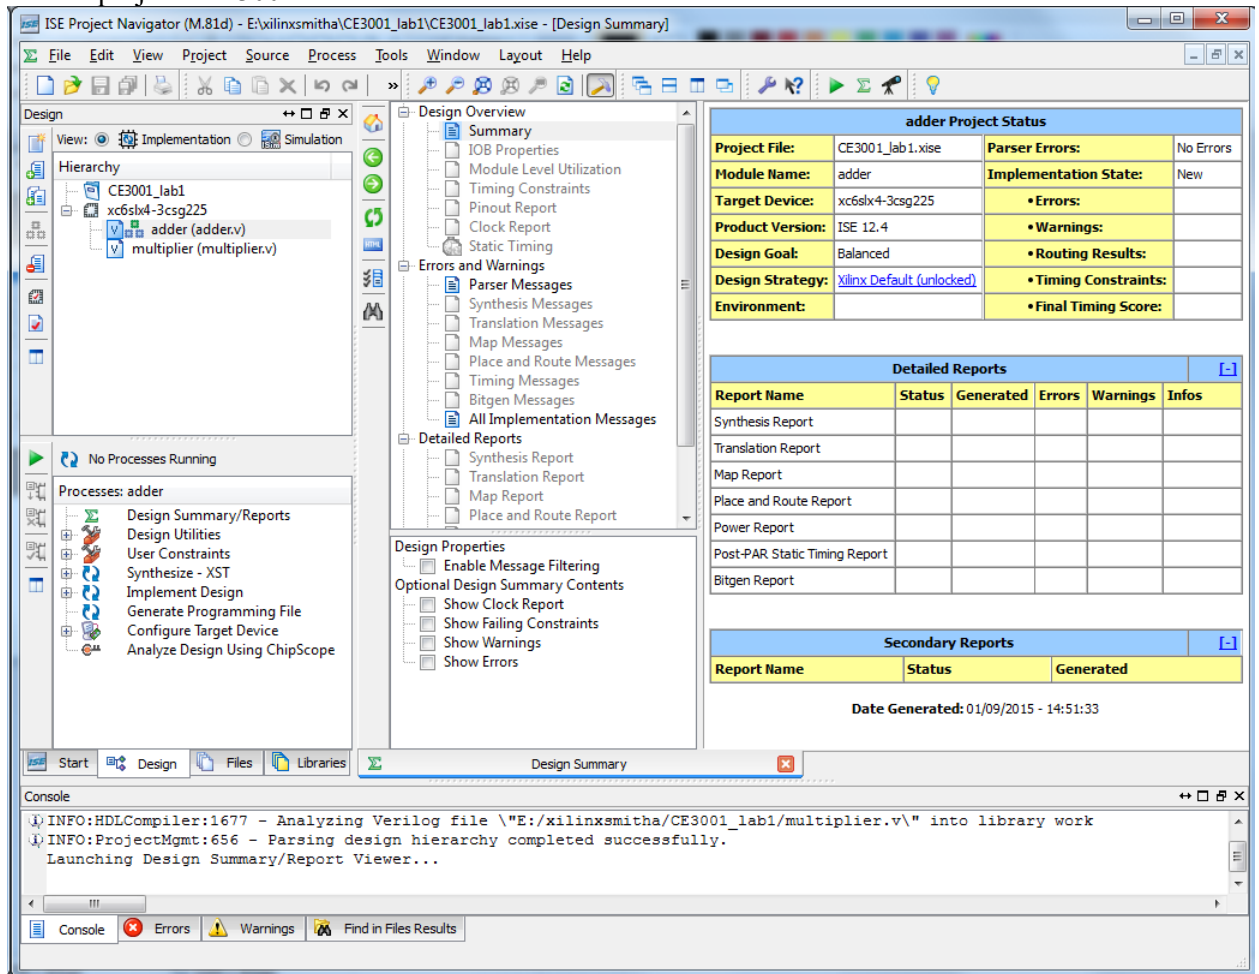 ISE Project Navigator (M.81d) - E:\xilinxsmitha\CE3001_lab1\CE3001_lab1.xise - [Design Summary]
File Edit View Project Source Process Tools Window Layout Help
Design
View: Implementation Simulation
Hierarchy
CE3001_lab1
xc6slx4-3csg225
adder (adder.v)
multiplier (multiplier.v)
No Processes Running
Processes: adder
Design Summary/Reports
Design Utilities
User Constraints
Synthesize - XST
Implement Design
Generate Programming File
Configure Target Device
Analyze Design Using ChipScope
Start Design Files Libraries
Design Overview
Summary
IOB Properties
Module Level Utilization
Timing Constraints
Pinout Report
Clock Report
Static Timing
Errors and Warnings
Parser Messages
Synthesis Messages
Translation Messages
Map Messages
Place and Route Messages
Timing Messages
Bitgen Messages
All Implementation Messages
Detailed Reports
Synthesis Report
Translation Report
Map Report
Place and Route Report
Design Properties
Enable Message Filtering
Optional Design Summary Contents
Show Clock Report
Show Failing Constraints
Show Warnings
Show Errors
Design Summary
adder Project Status
Project File: CE3001_lab1.xise Parser Errors: No Errors
Module Name: adder Implementation State: New
Target Device: xc6slx4-3csg225 •Errors:
Product Version: ISE 12.4 •Warnings:
Design Goal: Balanced •Routing Results:
Design Strategy: Xilinx Default (unlocked) •Timing Constraints:
Environment: •Final Timing Score:
Detailed Reports [-]
Report Name Status Generated Errors Warnings Infos
Synthesis Report
Translation Report
Map Report
Place and Route Report
Power Report
Post-PAR Static Timing Report
Bitgen Report
Secondary Reports [-]
Report Name Status Generated
Date Generated: 01/09/2015 - 14:51:33
Console
INFO:HDLCompiler:1677 - Analyzing Verilog file \"E:/xilinxsmitha/CE3001_lab1/multiplier.v\" into library work
INFO:ProjectMgmt:656 - Parsing design hierarchy completed successfully.
Launching Design Summary/Report Viewer...
Console Errors Warnings Find in Files Results